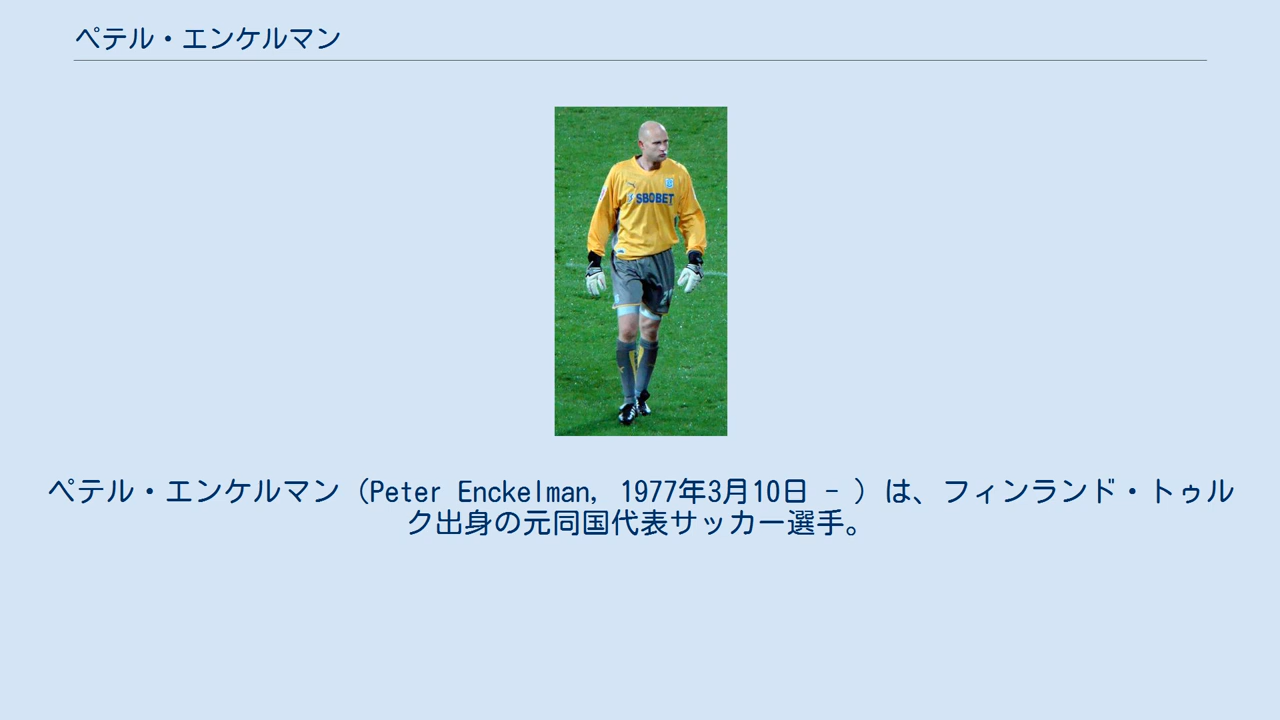 ペテル・エンケルマン
SBOBET
ペテル・エンケルマン（Peter Enckelman, 1977年3月10日 - ）は、フィンランド・トゥル
ク出身の元同国代表サッカー選手。